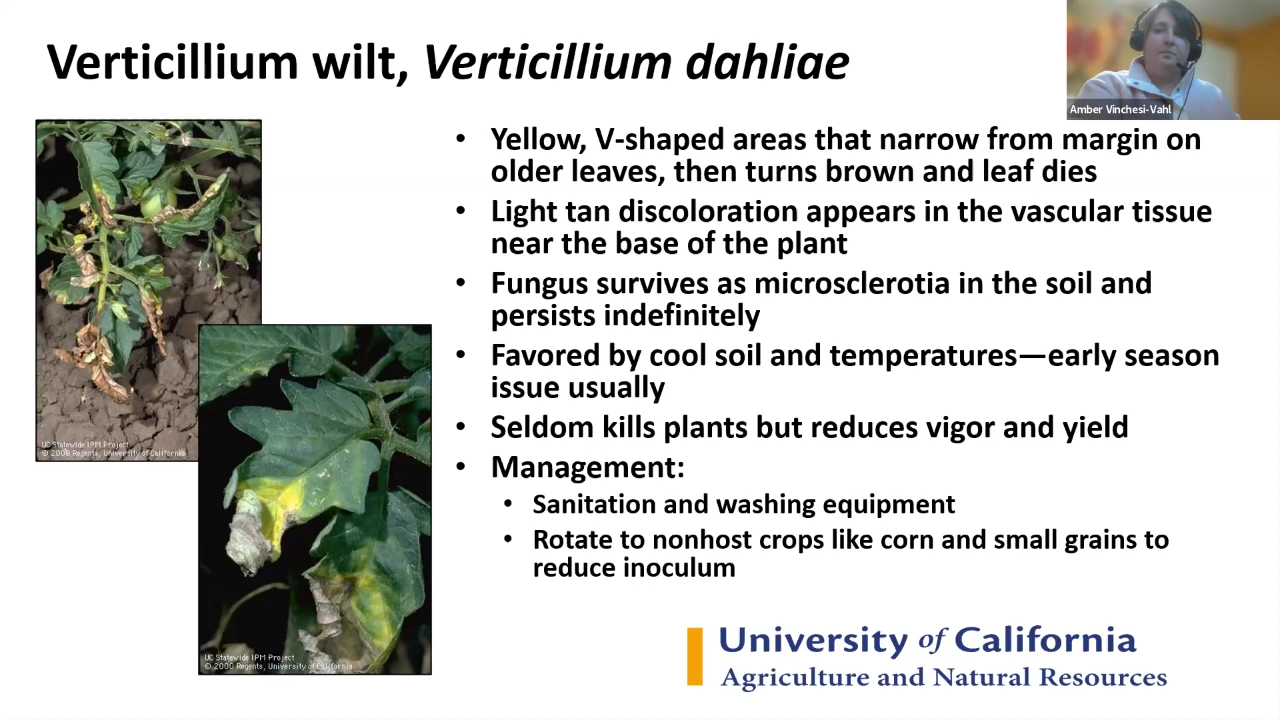 Verticillium wilt, Verticillium dahliae
Amber Vinchesi-Vahl
• Yellow, V-shaped areas that narrow from margin on
older leaves, then turns brown and leaf dies
• Light tan discoloration appears in the vascular tissue
near the base of the plant
• Fungus survives as microsclerotia in the soil and
persists indefinitely
• Favored by cool soil and temperatures—early season
issue usually
• Seldom kills plants but reduces vigor and yield
• Management:
• Sanitation and washing equipment
• Rotate to nonhost crops like corn and small grains to
reduce inoculum
UC Statewide IPM Project
© 2000 Regents, University of California
UC Statewide IPM Project
© 2000 Regents, University of California
University of California
Agriculture and Natural Resources